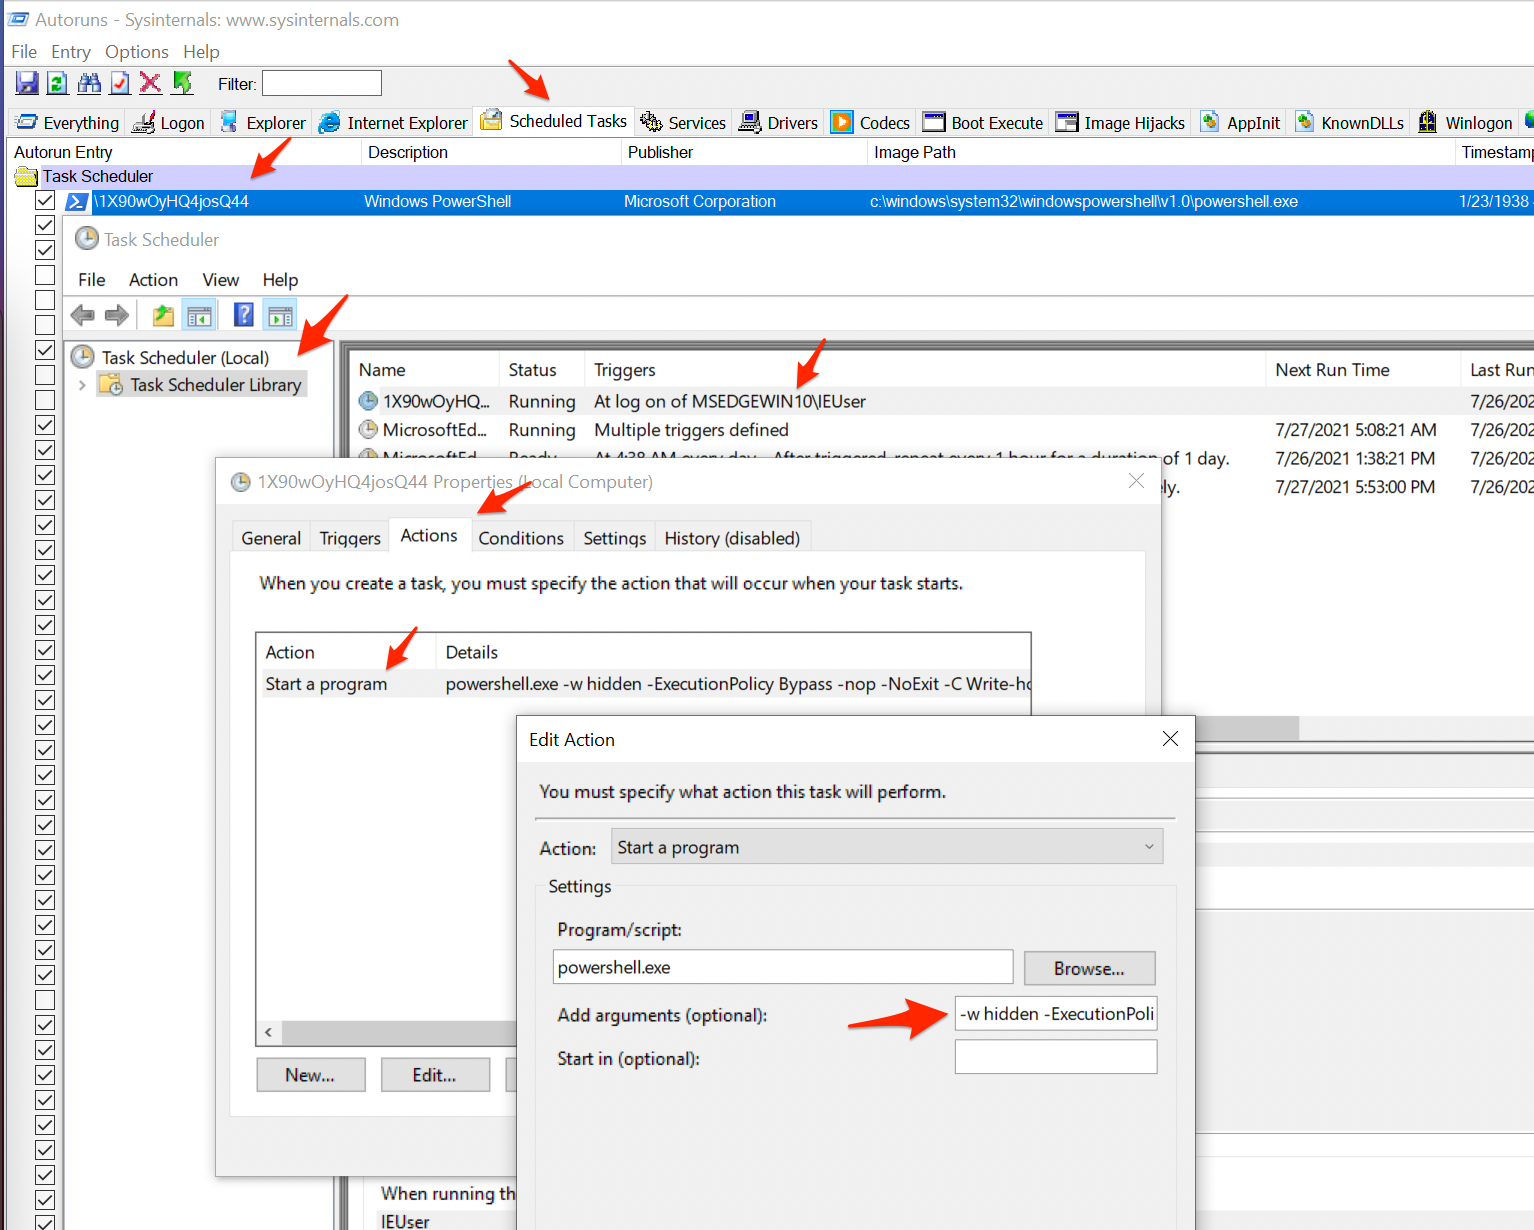 Autoruns - Sysinternals: www.sysinternals.com
File Entry Options Help
Filter:
Everything Logon Explorer Internet Explorer Scheduled Tasks Services Drivers Codecs Boot Execute Image Hijacks AppInit KnownDLLs Winlogon
Autorun Entry Description Publisher Image Path Timestamp
Task Scheduler
\1X90wOyHQ4josQ44 Windows PowerShell Microsoft Corporation c:\windows\system32\windowspowershell\v1.0\powershell.exe 1/23/1938
Task Scheduler
File Action View Help
Task Scheduler (Local)
Task Scheduler Library
Name Status Triggers Next Run Time Last Run
1X90wOyHQ... Running At log on of MSEDGEWIN10\IEUser 7/26/202
MicrosoftEd... Running Multiple triggers defined 7/27/2021 5:08:21 AM 7/26/202
MicrosoftEd... Ready At 4:38 AM every day - After triggered, repeat every 1 hour for a duration of 1 day. 7/26/2021 1:38:21 PM 7/26/202
ly. 7/27/2021 5:53:00 PM 7/26/202
1X90wOyHQ4josQ44 Properties (Local Computer)
General Triggers Actions Conditions Settings History (disabled)
When you create a task, you must specify the action that will occur when your task starts.
Action Details
Start a program powershell.exe -w hidden -ExecutionPolicy Bypass -nop -NoExit -C Write-ho
New... Edit...
Edit Action
You must specify what action this task will perform.
Action: Start a program
Settings
Program/script:
powershell.exe Browse...
Add arguments (optional): -w hidden -ExecutionPoli
Start in (optional):
When running th
IEUser